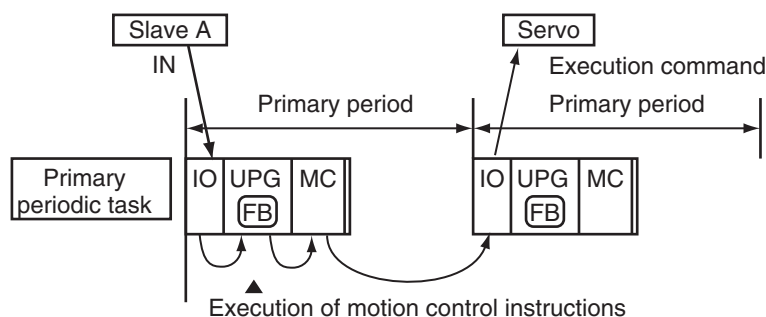 Slave A
Servo
IN
Execution command
Primary period
Primary period
Primary
periodic task
IO UPG MC
FB
IO UPG MC
FB
Execution of motion control instructions